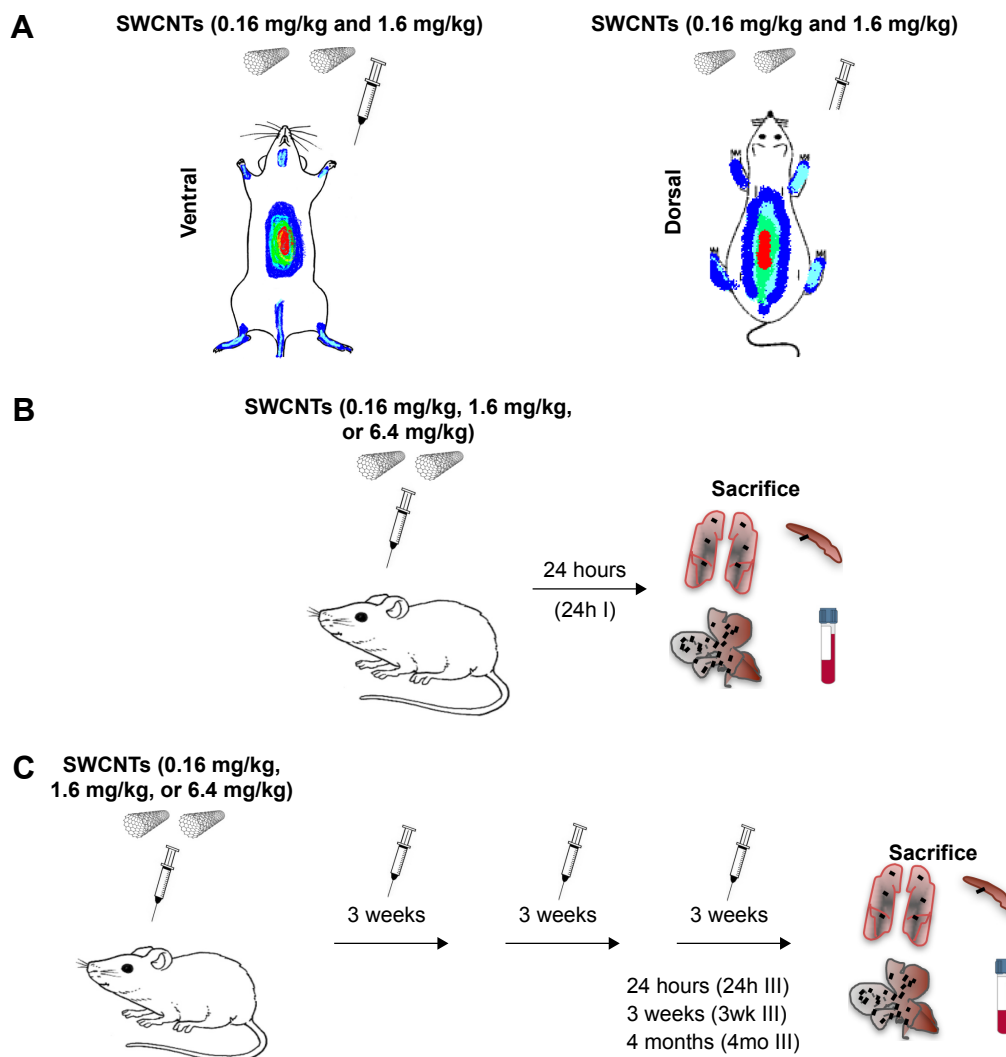 A
SWCNTs (0.16 mg/kg and 1.6 mg/kg)
SWCNTs (0.16 mg/kg and 1.6 mg/kg)
Ventral
Dorsal
B
SWCNTs (0.16 mg/kg, 1.6 mg/kg,
or 6.4 mg/kg)
Sacrifice
24 hours
(24h I)
C
SWCNTs (0.16 mg/kg,
1.6 mg/kg, or 6.4 mg/kg)
Sacrifice
3 weeks
3 weeks
3 weeks
24 hours (24h III)
3 weeks (3wk III)
4 months (4mo III)